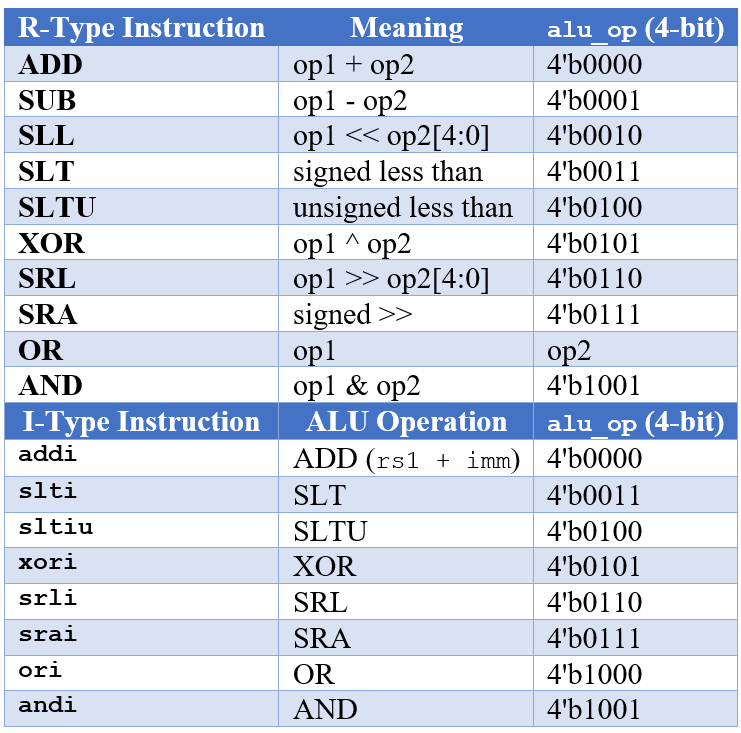 R-Type Instruction Meaning alu_op (4-bit)
ADD op1 + op2 4'b0000
SUB op1 - op2 4'b0001
SLL op1 << op2[4:0] 4'b0010
SLT signed less than 4'b0011
SLTU unsigned less than 4'b0100
XOR op1 ^ op2 4'b0101
SRL op1 >> op2[4:0] 4'b0110
SRA signed >> 4'b0111
OR op1 op2
AND op1 & op2 4'b1001
I-Type Instruction ALU Operation alu_op (4-bit)
addi ADD (rs1 + imm) 4'b0000
slti SLT 4'b0011
sltiu SLTU 4'b0100
xori XOR 4'b0101
srli SRL 4'b0110
srai SRA 4'b0111
ori OR 4'b1000
andi AND 4'b1001